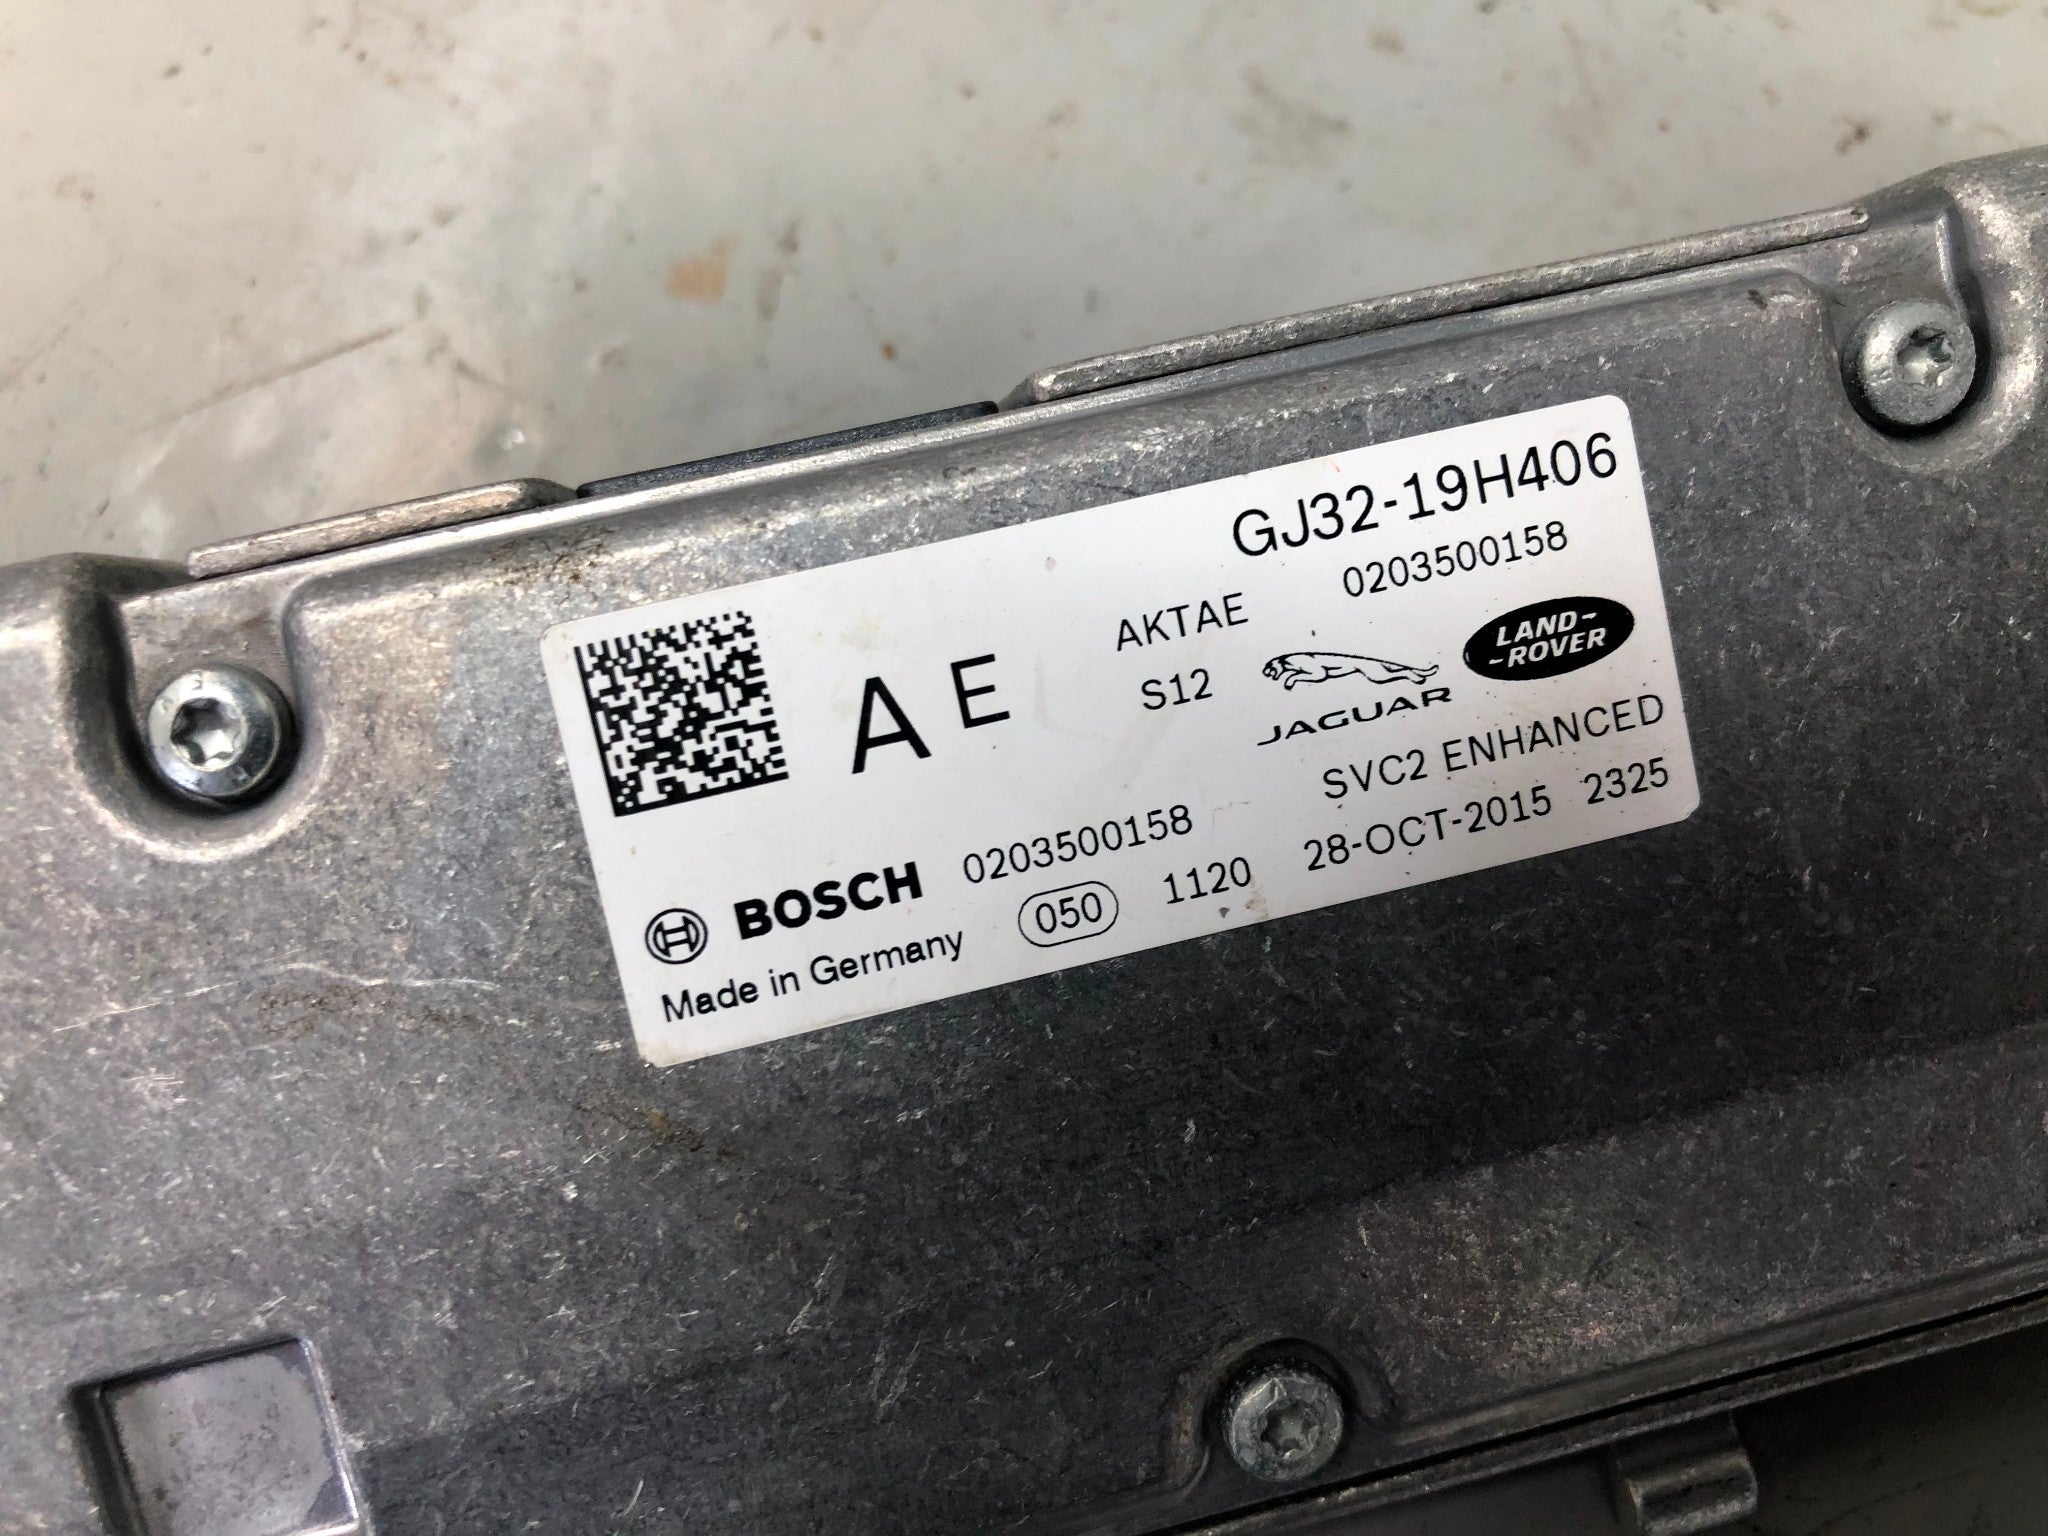 GJ32-19H406
0203500158
AKTAE
A E
S12
JAGUAR
LAND-
-ROVER
SVC2 ENHANCED
BOSCH 0203500158
Made in Germany 050 1120 28-OCT-2015 2325